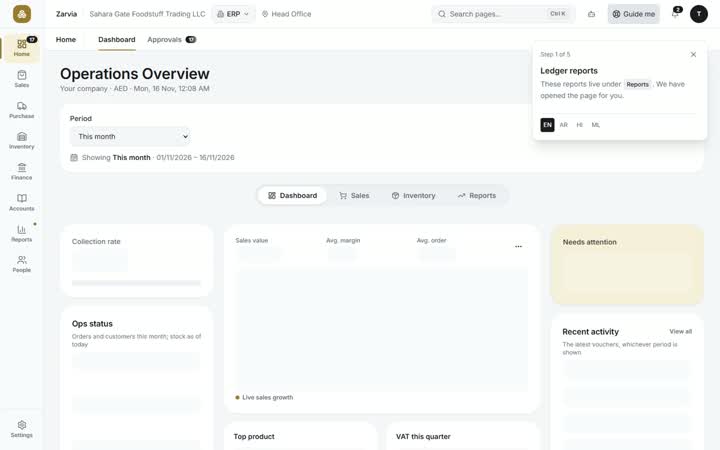 Zarvia
Sahara Gate Foodstuff Trading LLC
ERP
Head Office
Search pages...
Ctrl K
Guide me
2
T
17
Home
Sales
Purchase
Inventory
Finance
Accounts
Reports
People
Settings
Home
Dashboard
Approvals 17
Step 1 of 5
Ledger reports
These reports live under Reports . We have
opened the page for you.
EN AR HI ML
Operations Overview
Your company · AED · Mon, 16 Nov, 12:08 AM
Period
This month
Showing This month · 01/11/2026 – 16/11/2026
Dashboard
Sales
Inventory
Reports
Collection rate
Sales value
Avg. margin
Avg. order
Needs attention
Ops status
Orders and customers this month; stock as of
today
Live sales growth
Recent activity
View all
The latest vouchers, whichever period is
shown
Top product
VAT this quarter